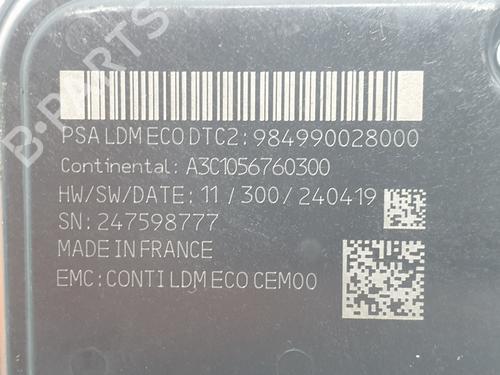 PSA LDM ECO DTC2: 984990028000
Continental: A3C1056760300
HW/SW/DATE: 11 / 300 / 240419
SN: 247598777
MADE IN FRANCE
EMC: CONTI LDM ECO CEM00
B-PARTS